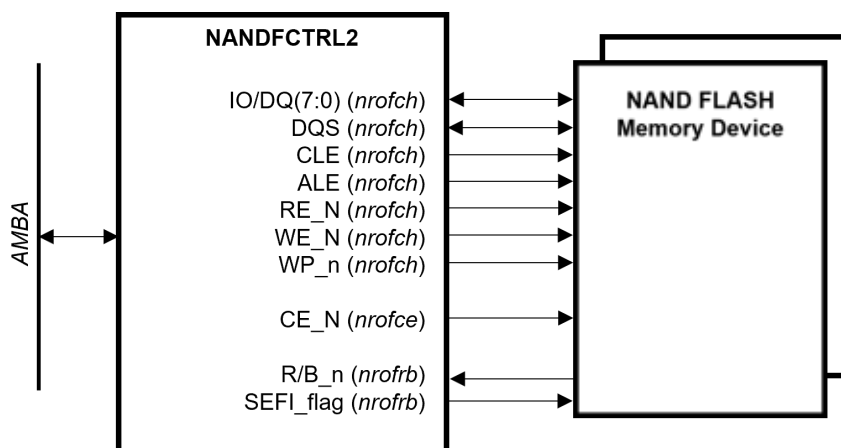 NANDFCTRL2
IO/DQ(7:0) (nrofch)
DQS (nrofch)
CLE (nrofch)
ALE (nrofch)
RE_N (nrofch)
WE_N (nrofch)
WP_n (nrofch)
CE_N (nrofce)
R/B_n (nrofrb)
SEFI_flag (nrofrb)
AMBA
NAND FLASH
Memory Device